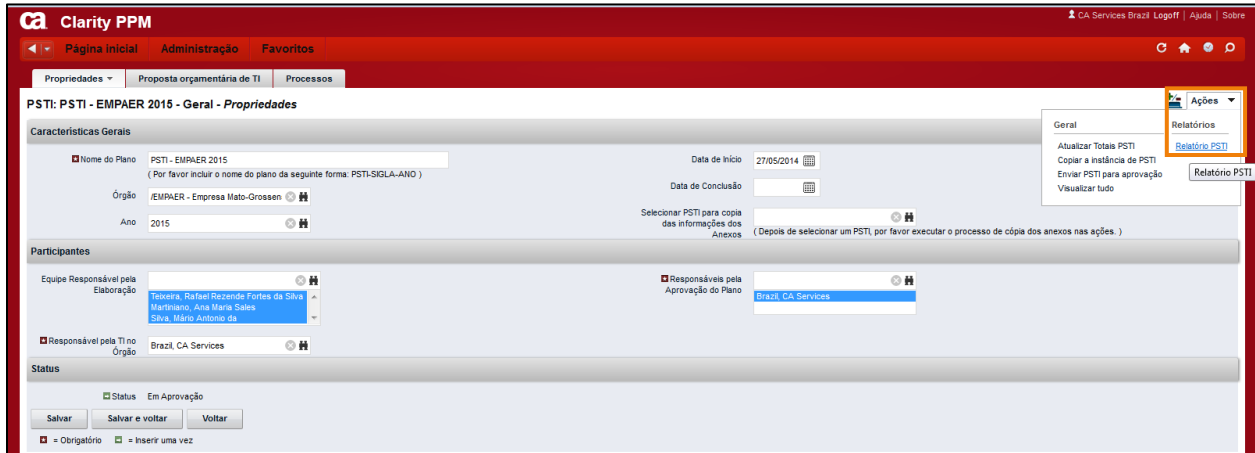 ca Clarity PPM
CA Services Brazil Logoff | Ajuda | Sobre
Página inicial Administração Favoritos
Propriedades Proposta orçamentária de TI Processos
PSTI: PSTI - EMPAER 2015 - Geral - Propriedades
Ações
Geral
Atualizar Totais PSTI
Copiar a instância de PSTI
Enviar PSTI para aprovação
Visualizar tudo
Relatórios
Relatório PSTI
Relatório PSTI
Características Gerais
Nome do Plano PSTI - EMPAER 2015
( Por favor incluir o nome do plano da seguinte forma: PSTI-SIGLA-ANO )
Órgão /EMPAER - Empresa Mato-Grossen
Ano 2015
Data de Início 27/05/2014
Data de Conclusão
Selecionar PSTI para copia
das informações dos
Anexos
( Depois de selecionar um PSTI, por favor executar o processo de cópia dos anexos nas ações. )
Participantes
Equipe Responsável pela
Elaboração
Teixeira, Rafael Rezende Fortes da Silva
Martiniano, Ana Maria Sales
Silva, Mário Antonio da
Responsáveis pela
Aprovação do Plano
Brazil, CA Services
Responsável pela TI no
Órgão
Brazil, CA Services
Status
Status Em Aprovação
Salvar Salvar e voltar Voltar
= Obrigatório = Inserir uma vez